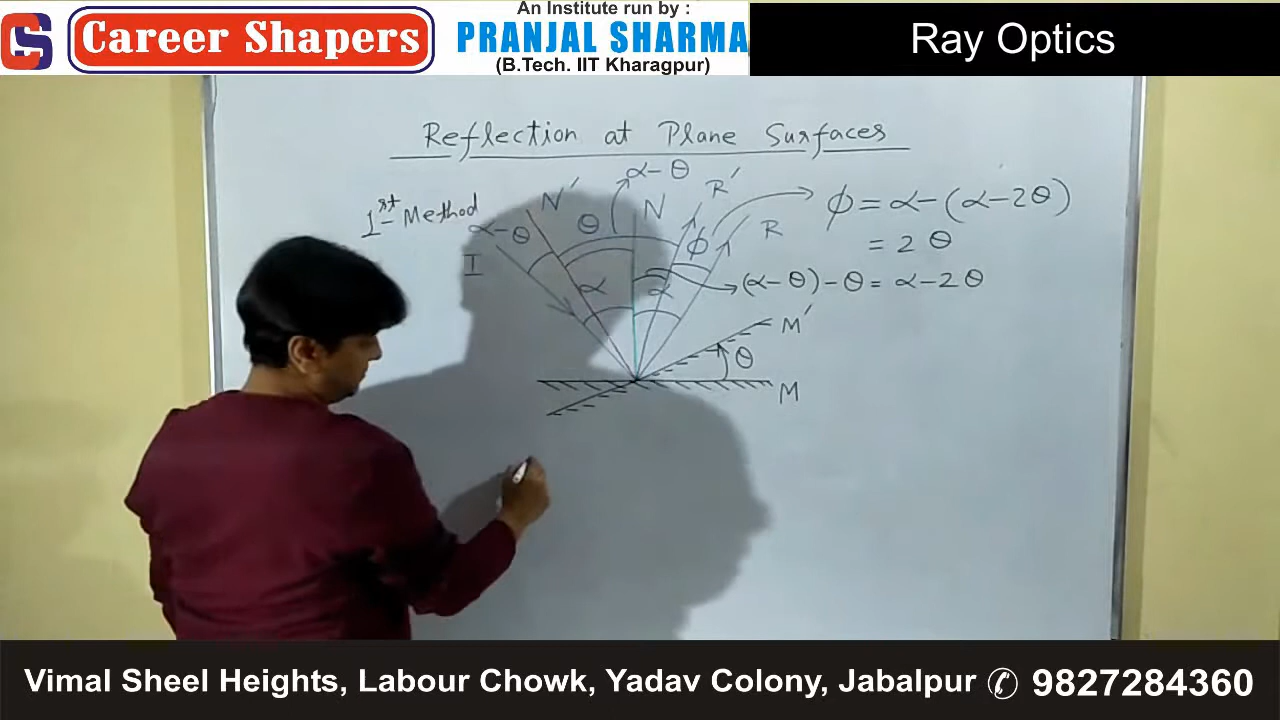 CS
Career Shapers
An Institute run by :
PRANJAL SHARMA
(B.Tech. IIT Kharagpur)
Ray Optics
Reflection at Plane Surfaces
1st Method
α-θ
I
N'
θ
α-θ
N
R'
ϕ
R
α
α
ϕ = α-(α-2θ)
= 2θ
(α-θ)-θ = α-2θ
M'
θ
M
Vimal Sheel Heights, Labour Chowk, Yadav Colony, Jabalpur ✆ 9827284360